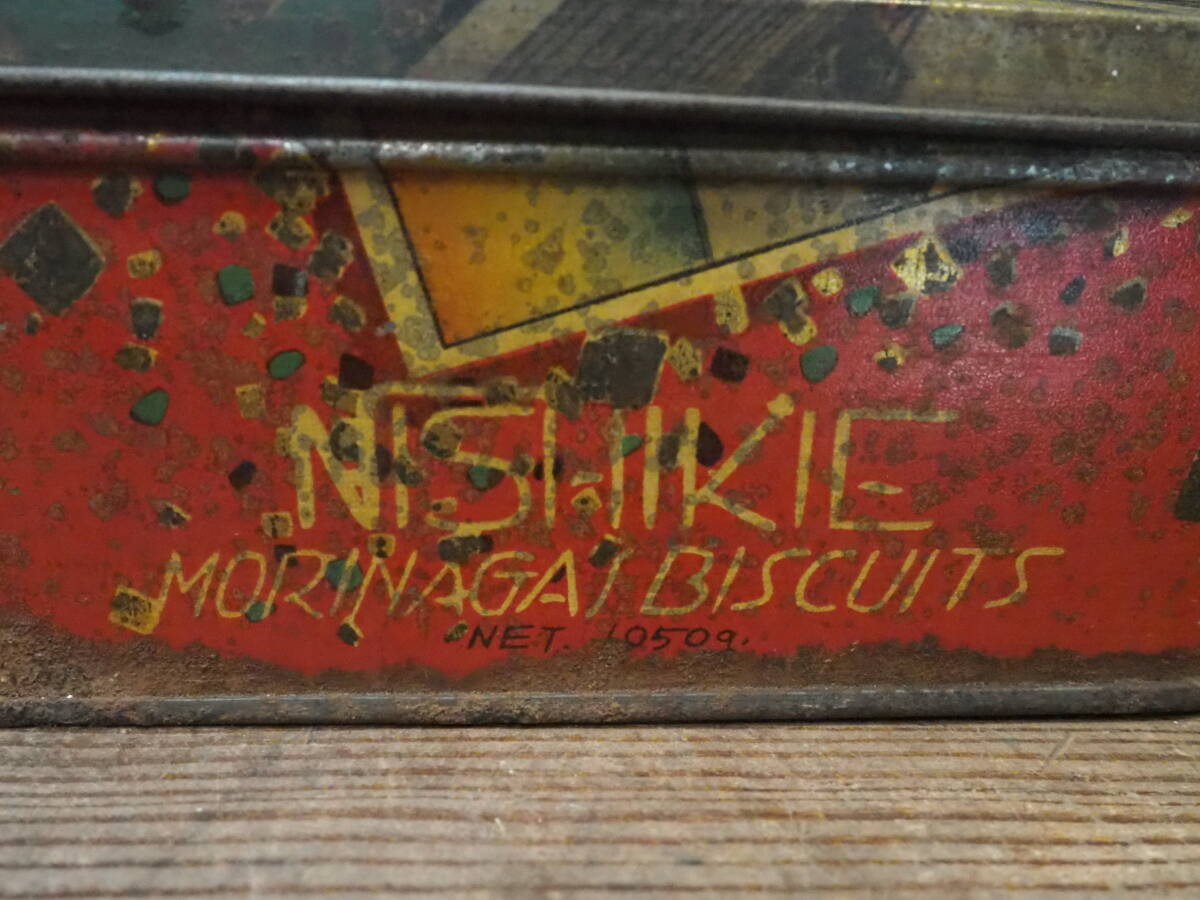 NISHIKIE
MORINAGA BISCUITS
NET. 1050g.